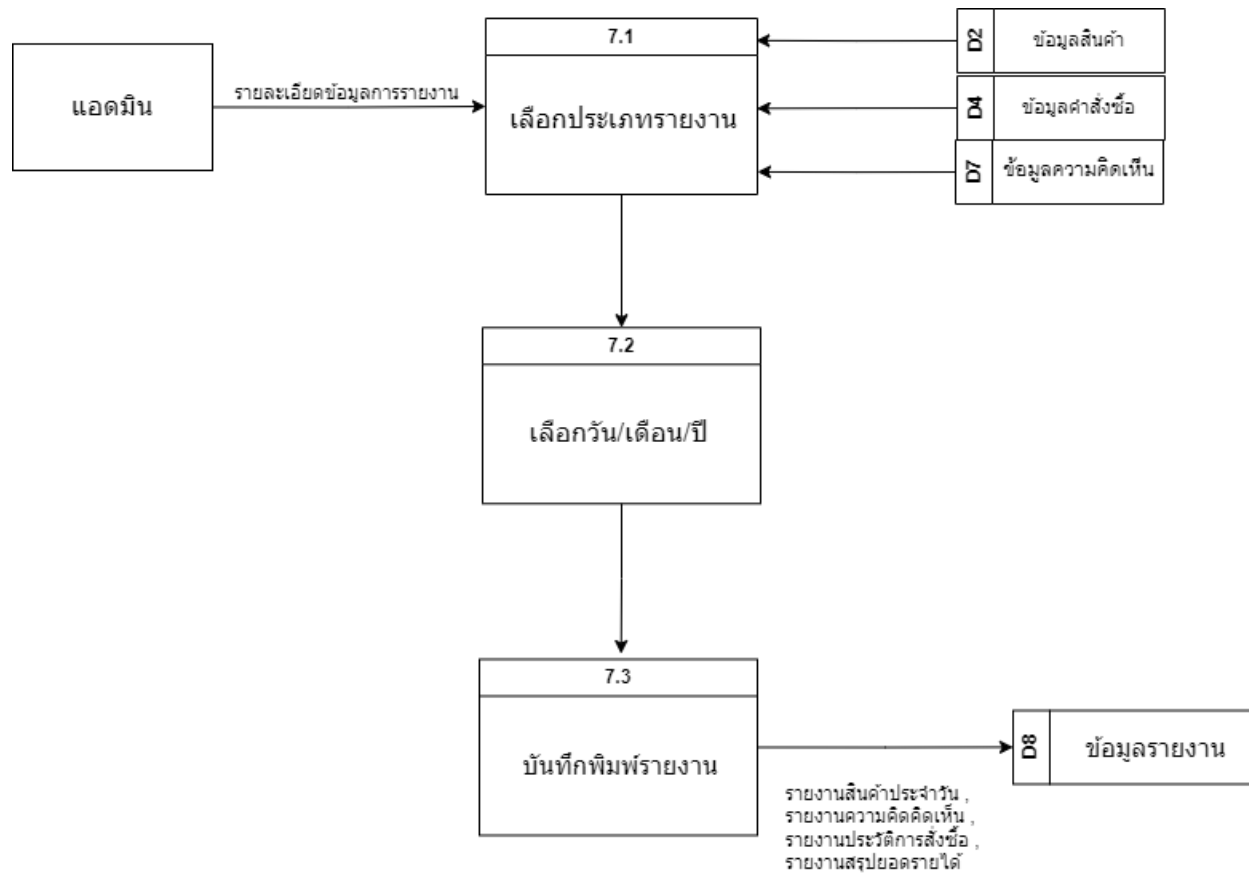 แอดมิน
รายละเอียดข้อมูลการรายงาน
7.1
เลือกประเภทรายงาน
D2
ข้อมูลสินค้า
D4
ข้อมูลคำสั่งซื้อ
D7
ข้อมูลความคิดเห็น
7.2
เลือกวัน/เดือน/ปี
7.3
บันทึกพิมพ์รายงาน
D8
ข้อมูลรายงาน
รายงานสินค้าประจำวัน ,
รายงานความคิดคิดเห็น ,
รายงานประวัติการสั่งซื้อ ,
รายงานสรุปยอดรายได้